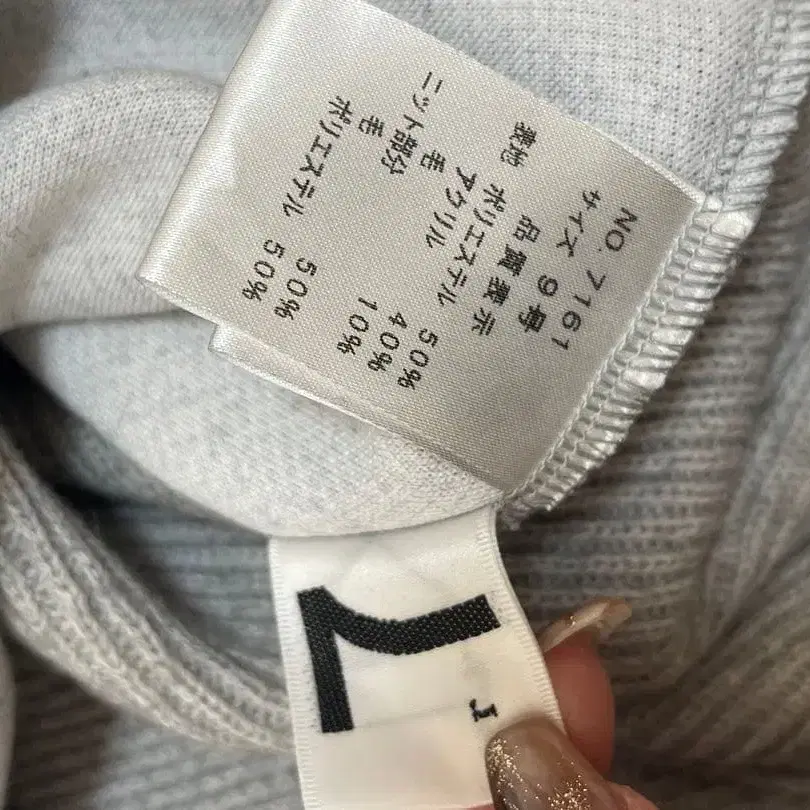 NO. 7161
サイズ 9号
品質表示
表地 ポリエステル 50%
アクリル 40%
毛 10%
ニット部分
毛 50%
ポリエステル 50%